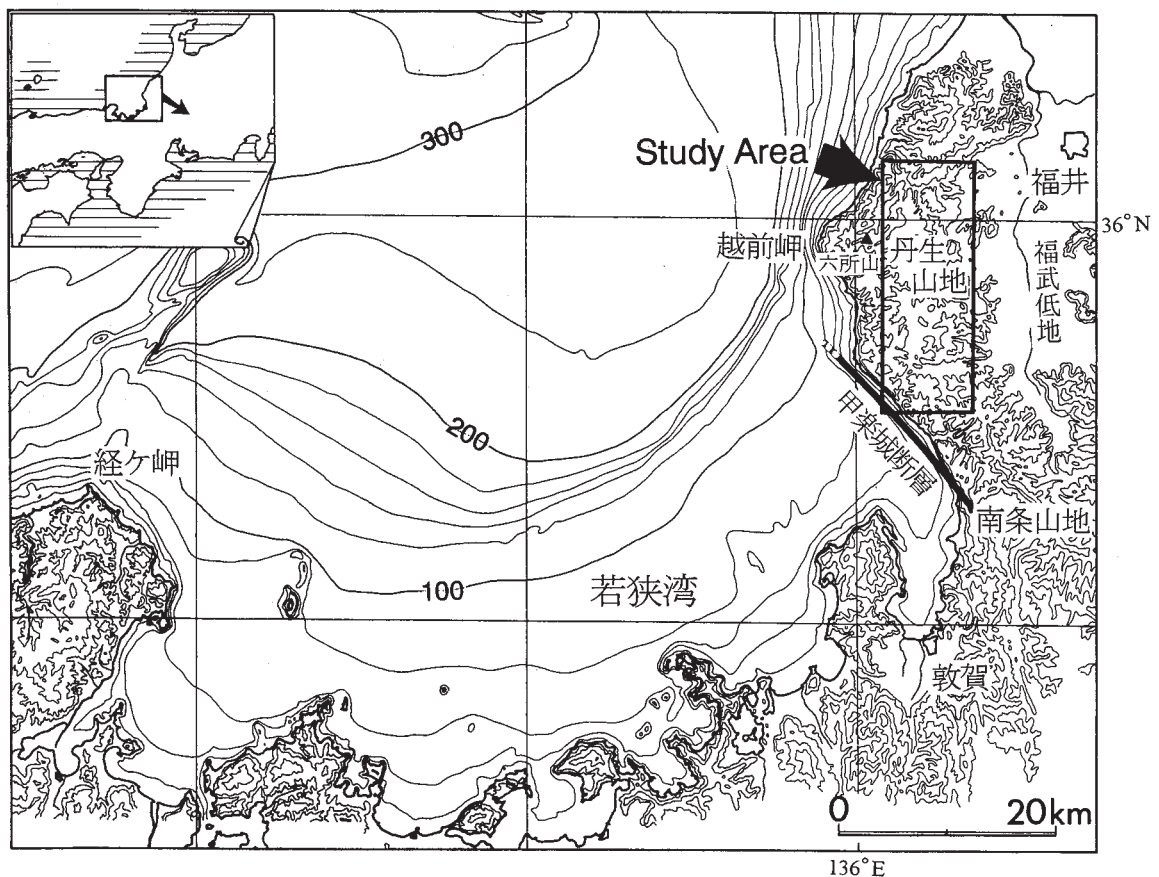 300
Study Area
福井
36°N
越前岬
六所山
丹生
山地
福武低地
200
甲楽城断層
経ケ岬
南条山地
100
若狭湾
敦賀
0
20km
136°E